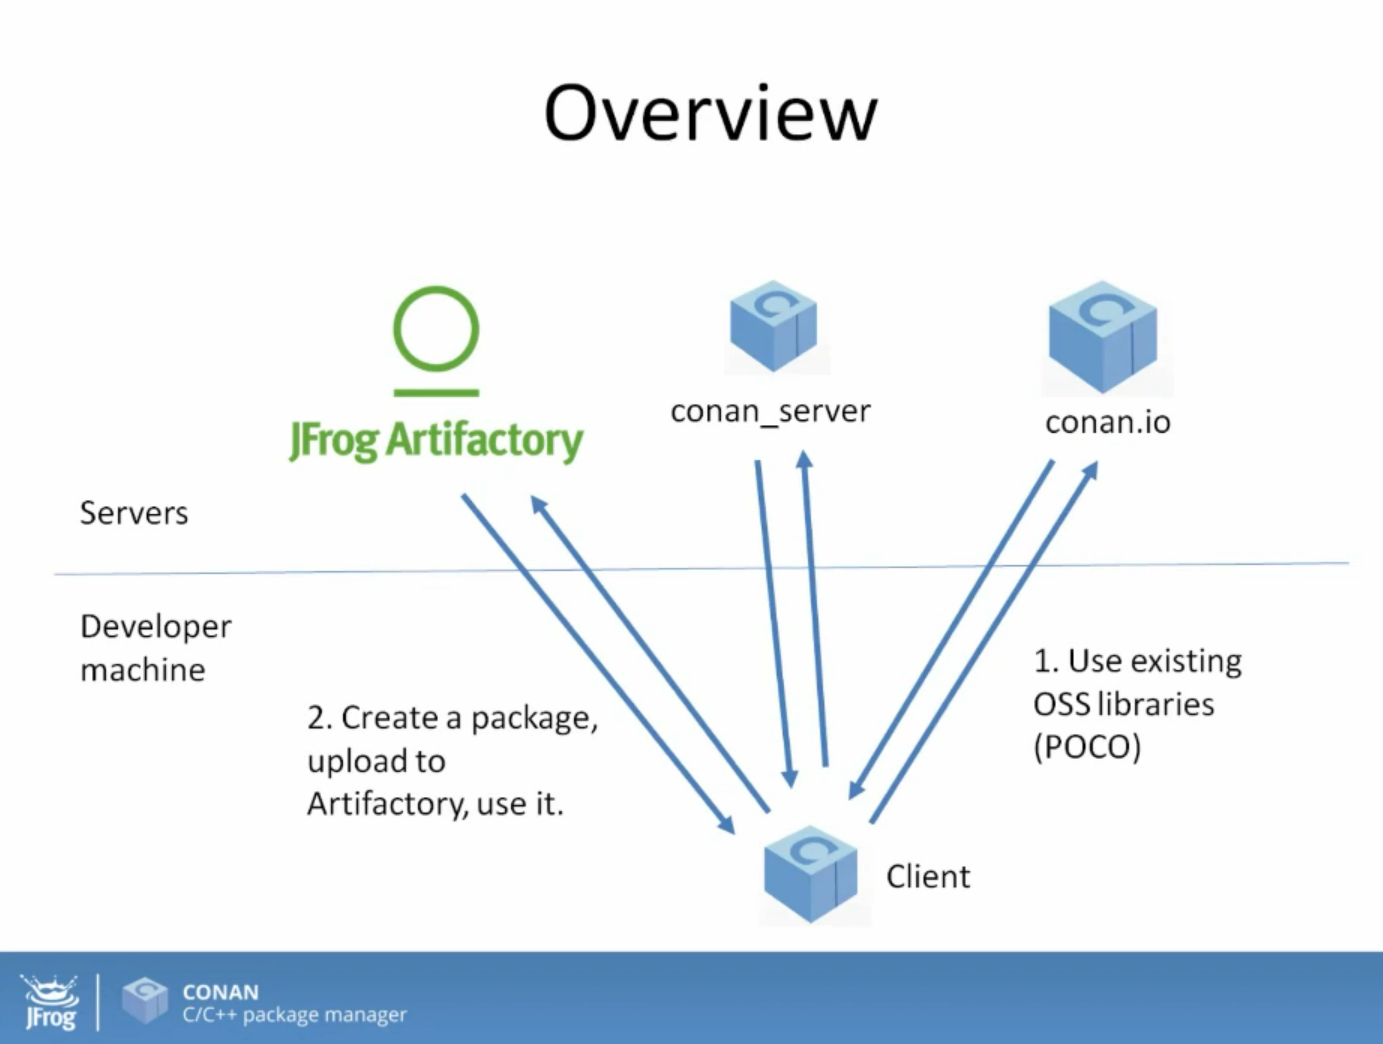 Overview
JFrog Artifactory
conan_server
conan.io
Servers
Developer
machine
1. Use existing
OSS libraries
(POCO)
2. Create a package,
upload to
Artifactory, use it.
Client
JFrog
CONAN
C/C++ package manager